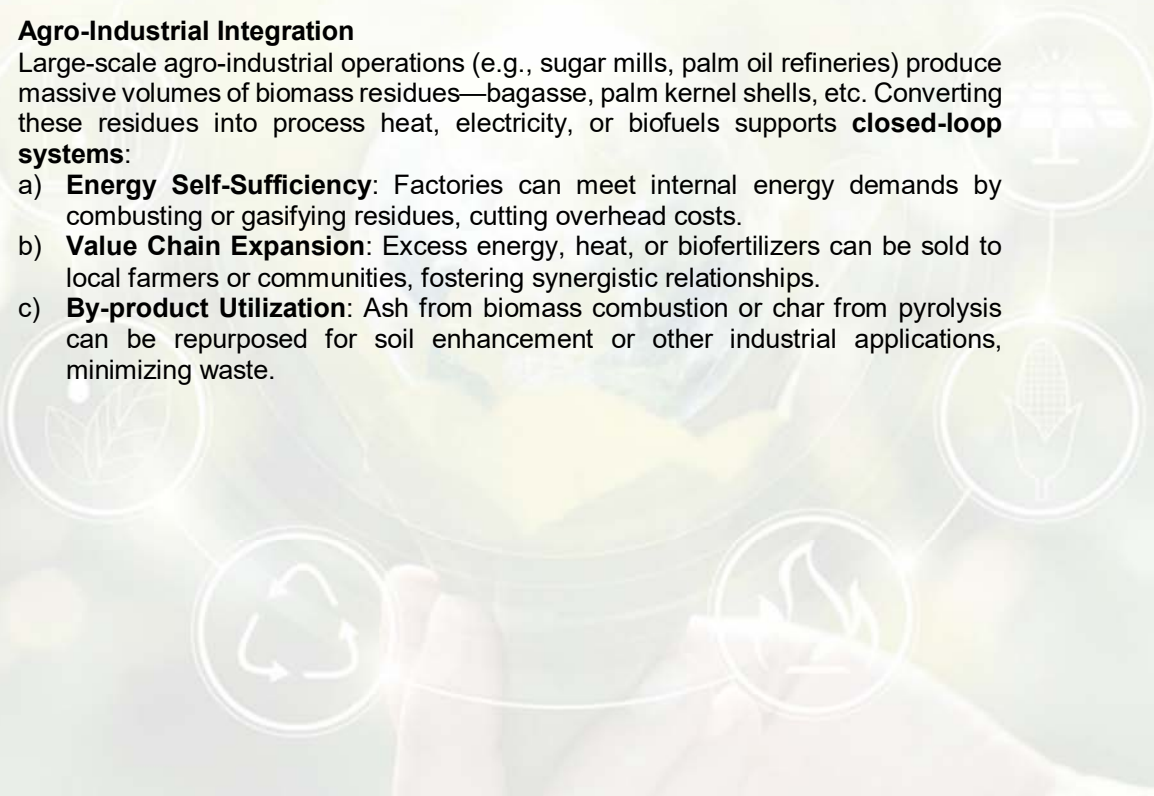 Agro-Industrial Integration
Large-scale agro-industrial operations (e.g., sugar mills, palm oil refineries) produce
massive volumes of biomass residues—bagasse, palm kernel shells, etc. Converting
these residues into process heat, electricity, or biofuels supports closed-loop
systems:
a) Energy Self-Sufficiency: Factories can meet internal energy demands by
combusting or gasifying residues, cutting overhead costs.
b) Value Chain Expansion: Excess energy, heat, or biofertilizers can be sold to
local farmers or communities, fostering synergistic relationships.
c) By-product Utilization: Ash from biomass combustion or char from pyrolysis
can be repurposed for soil enhancement or other industrial applications,
minimizing waste.